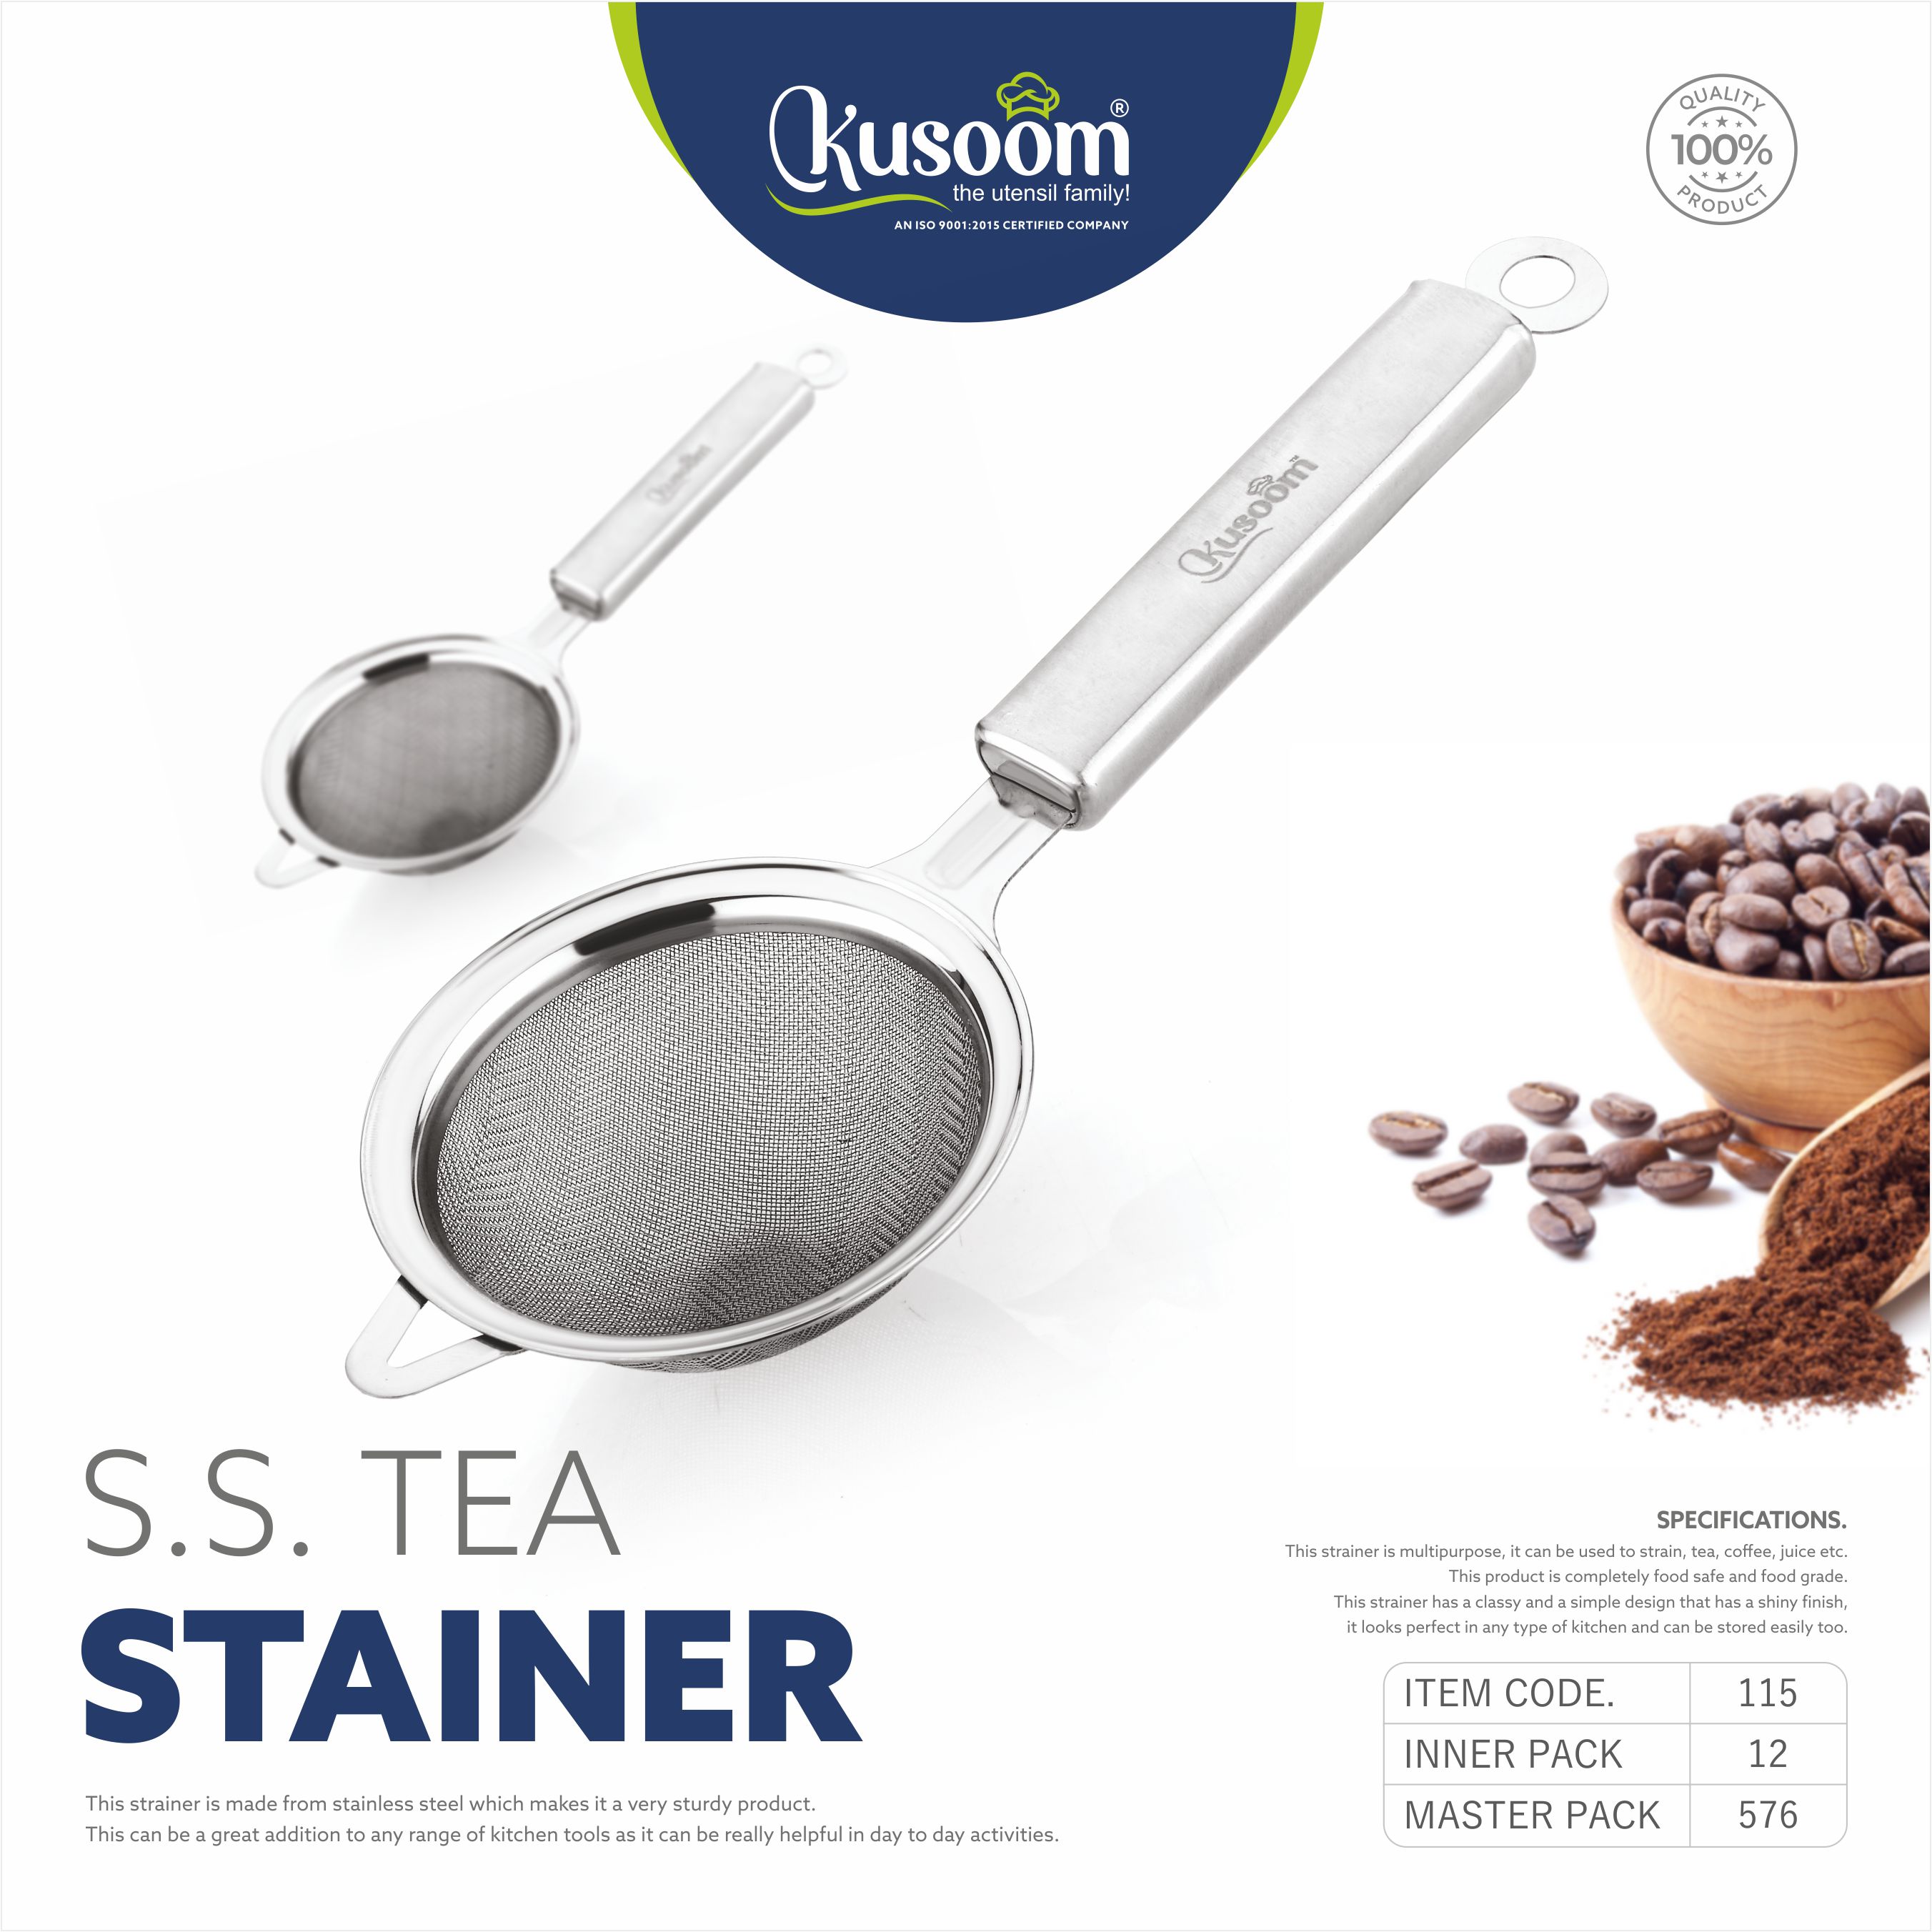 Kusoom®
the utensil family!
AN ISO 9001:2015 CERTIFIED COMPANY
QUALITY
100%
PRODUCT
Kusoom™
S.S. TEA
STAINER
This strainer is made from stainless steel which makes it a very sturdy product.
This can be a great addition to any range of kitchen tools as it can be really helpful in day to day activities.
SPECIFICATIONS.
This strainer is multipurpose, it can be used to strain, tea, coffee, juice etc.
This product is completely food safe and food grade.
This strainer has a classy and a simple design that has a shiny finish,
it looks perfect in any type of kitchen and can be stored easily too.
ITEM CODE. 115
INNER PACK 12
MASTER PACK 576